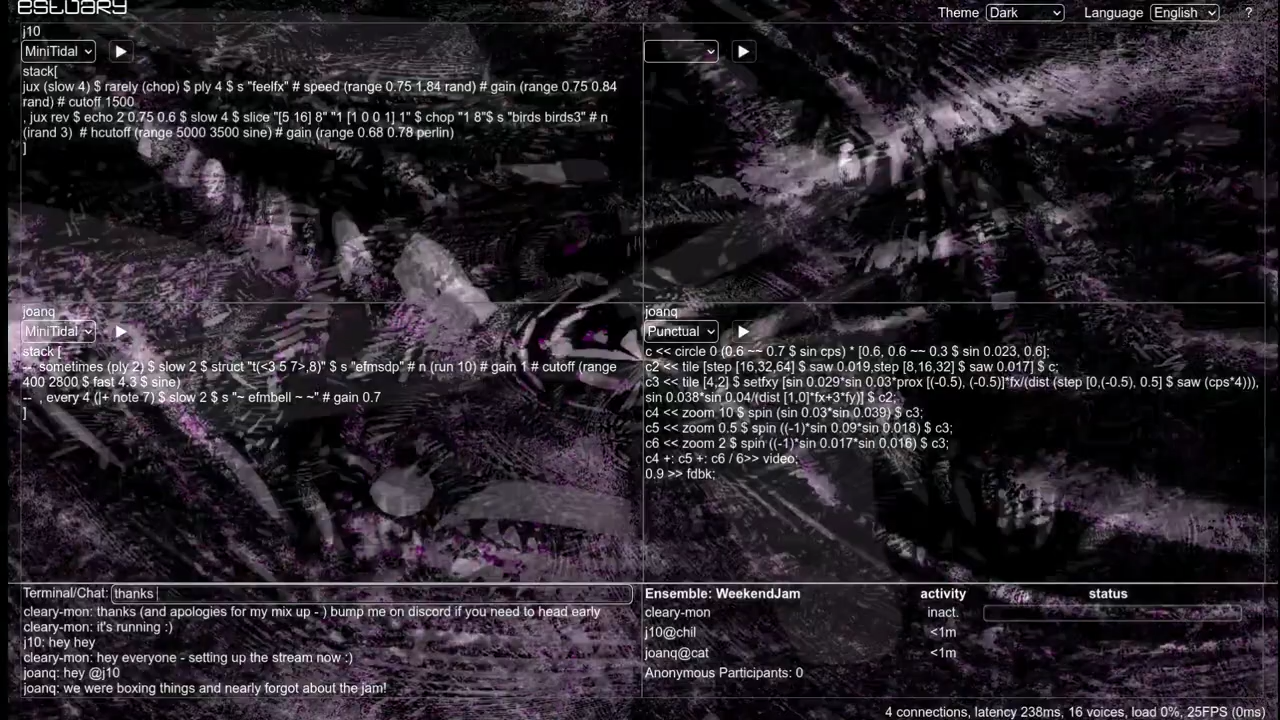 estuary
Theme Dark Language English ?
j10
MiniTidal
stack[
jux (slow 4) $ rarely (chop) $ ply 4 $ s "feelfx" # speed (range 0.75 1.84 rand) # gain (range 0.75 0.84
rand) # cutoff 1500
, jux rev $ echo 2 0.75 0.6 $ slow 4 $ slice "[5 16] 8" "1 [1 0 0 1] 1" $ chop "1 8"$ s "birds birds3" # n
(irand 3)  # hcutoff (range 5000 3500 sine) # gain (range 0.68 0.78 perlin)
]
joanq
MiniTidal
stack [
-- sometimes (ply 2) $ slow 2 $ struct "t(<3 5 7>,8)" $ s "efmsdp" # n (run 10) # gain 1 # cutoff (range
400 2800 $ fast 4.3 $ sine)
-- , every 4 (|+ note 7) $ slow 2 $ s "~ efmbell ~ ~" # gain 0.7
]
joanq
Punctual
c << circle 0 (0.6 ~~ 0.7 $ sin cps) * [0.6, 0.6 ~~ 0.3 $ sin 0.023, 0.6];
c2 << tile [step [16,32,64] $ saw 0.019,step [8,16,32] $ saw 0.017] $ c;
c3 << tile [4,2] $ setfxy [sin 0.029*sin 0.03*prox [(-0.5), (-0.5)]*fx/(dist (step [0,(-0.5), 0.5] $ saw (cps*4))),
sin 0.038*sin 0.04/(dist [1,0]*fx+3*fy)] $ c2;
c4 << zoom 10 $ spin (sin 0.03*sin 0.039) $ c3;
c5 << zoom 0.5 $ spin ((-1)*sin 0.09*sin 0.018) $ c3;
c6 << zoom 2 $ spin ((-1)*sin 0.017*sin 0.016) $ c3;
c4 +: c5 +: c6 / 6>> video;
0.9 >> fdbk;
Terminal/Chat: thanks
cleary-mon: thanks (and apologies for my mix up - ) bump me on discord if you need to head early
cleary-mon: it's running :)
j10: hey hey
cleary-mon: hey everyone - setting up the stream now :)
joanq: hey @j10
joanq: we were boxing things and nearly forgot about the jam!
Ensemble: WeekendJam activity status
cleary-mon inact.
j10@chil <1m
joanq@cat <1m
Anonymous Participants: 0
4 connections, latency 238ms, 16 voices, load 0%, 25FPS (0ms)